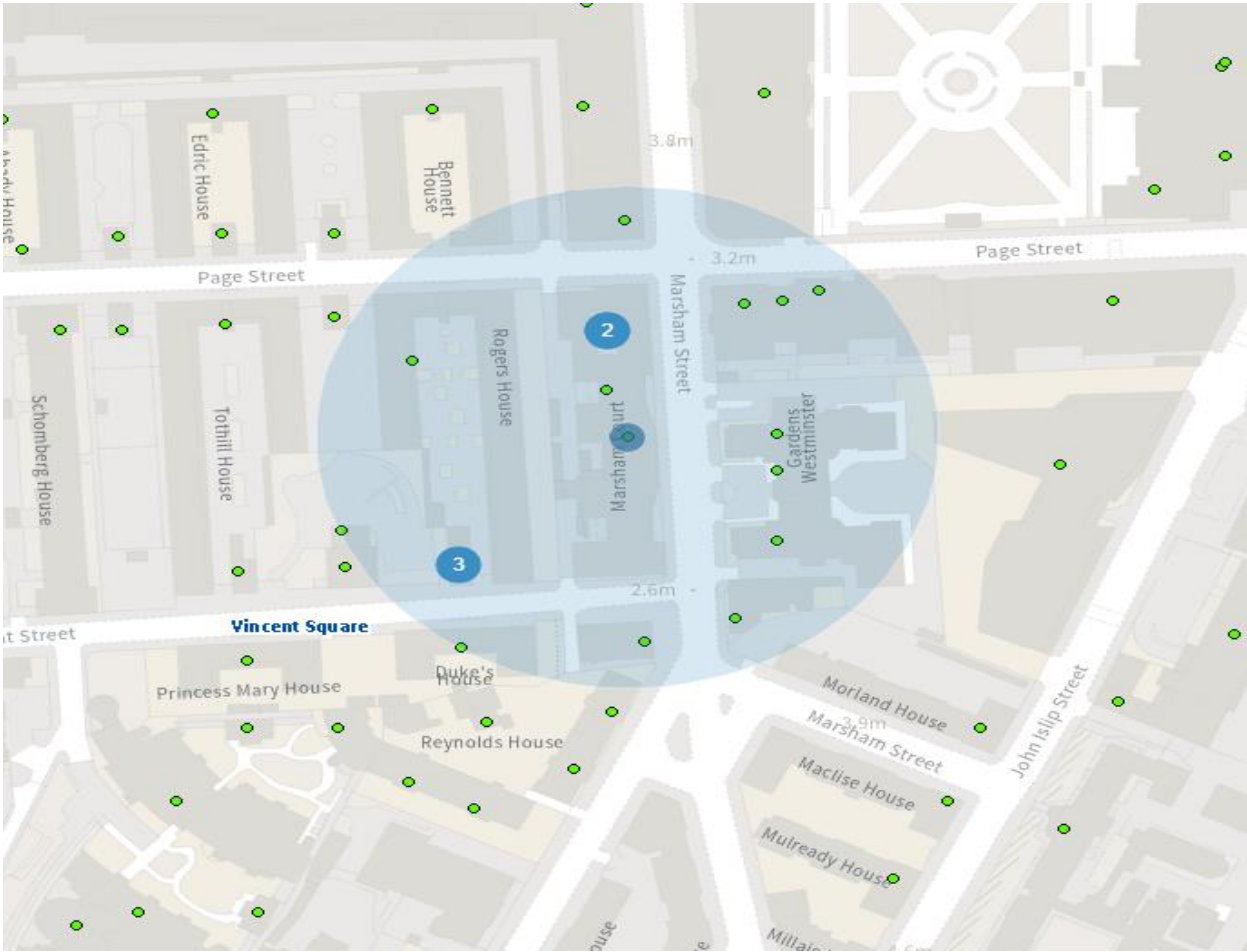 3.8m
Edric House
Bennett
House
Page Street
3.2m
Page Street
Marsham Street
2
Rogers House
Schomberg House
Tothill House
Gardens
Westminster
3
2.6m
Vincent Square
Duke's
House
Princess Mary House
Reynolds House
Morland House
3.9m
Marsham Street
John Islip Street
Maclise House
Mulready House